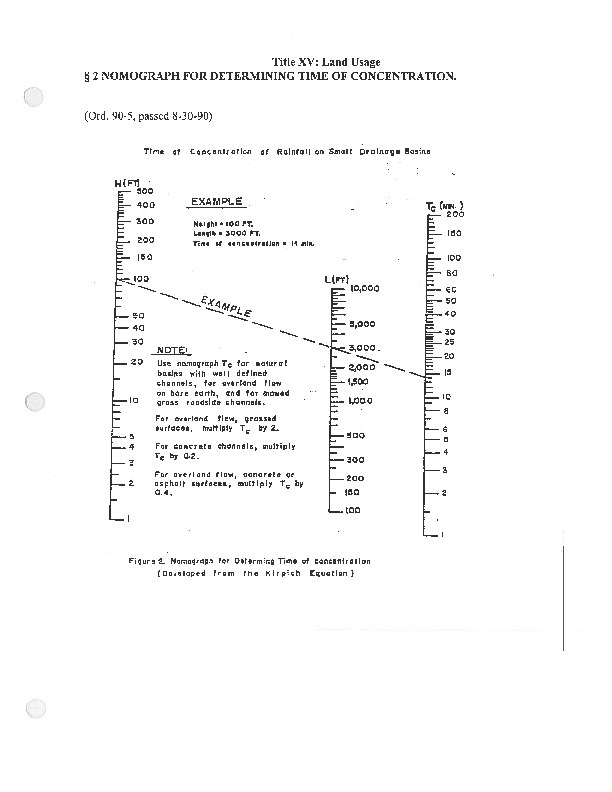 Title XV: Land Usage
§ 2 NOMOGRAPH FOR DETERMINING TIME OF CONCENTRATION.
(Ord. 90-5, passed 8-30-90)
Time of Concentration of Rainfall on Small Drainage Basins
H(FT)
500
400
300
200
150
100
50
40
30
20
10
5
4
3
2
1
EXAMPLE
Height = 100 FT.
Length = 3000 FT.
Time of concentration = 14 min.
EXAMPLE
NOTE:
Use nomograph Tc for natural
basins with well defined
channels, for overland flow
on bare earth, and for mowed
grass roadside channels.
For overland flow, grassed
surfaces, multiply Tc by 2.
For concrete channels, multiply
Tc by 0.2.
For overland flow, concrete or
asphalt surfaces, multiply Tc by
0.4.
L(FT)
10,000
5,000
3,000
2,000
1,500
1,000
500
300
200
150
100
Tc (MIN.)
200
150
100
80
60
50
40
30
25
20
15
10
8
6
5
4
3
2
1
Figure 2. Nomograph for Determing Time of concentration
(Developed from the Kirpich Equation)